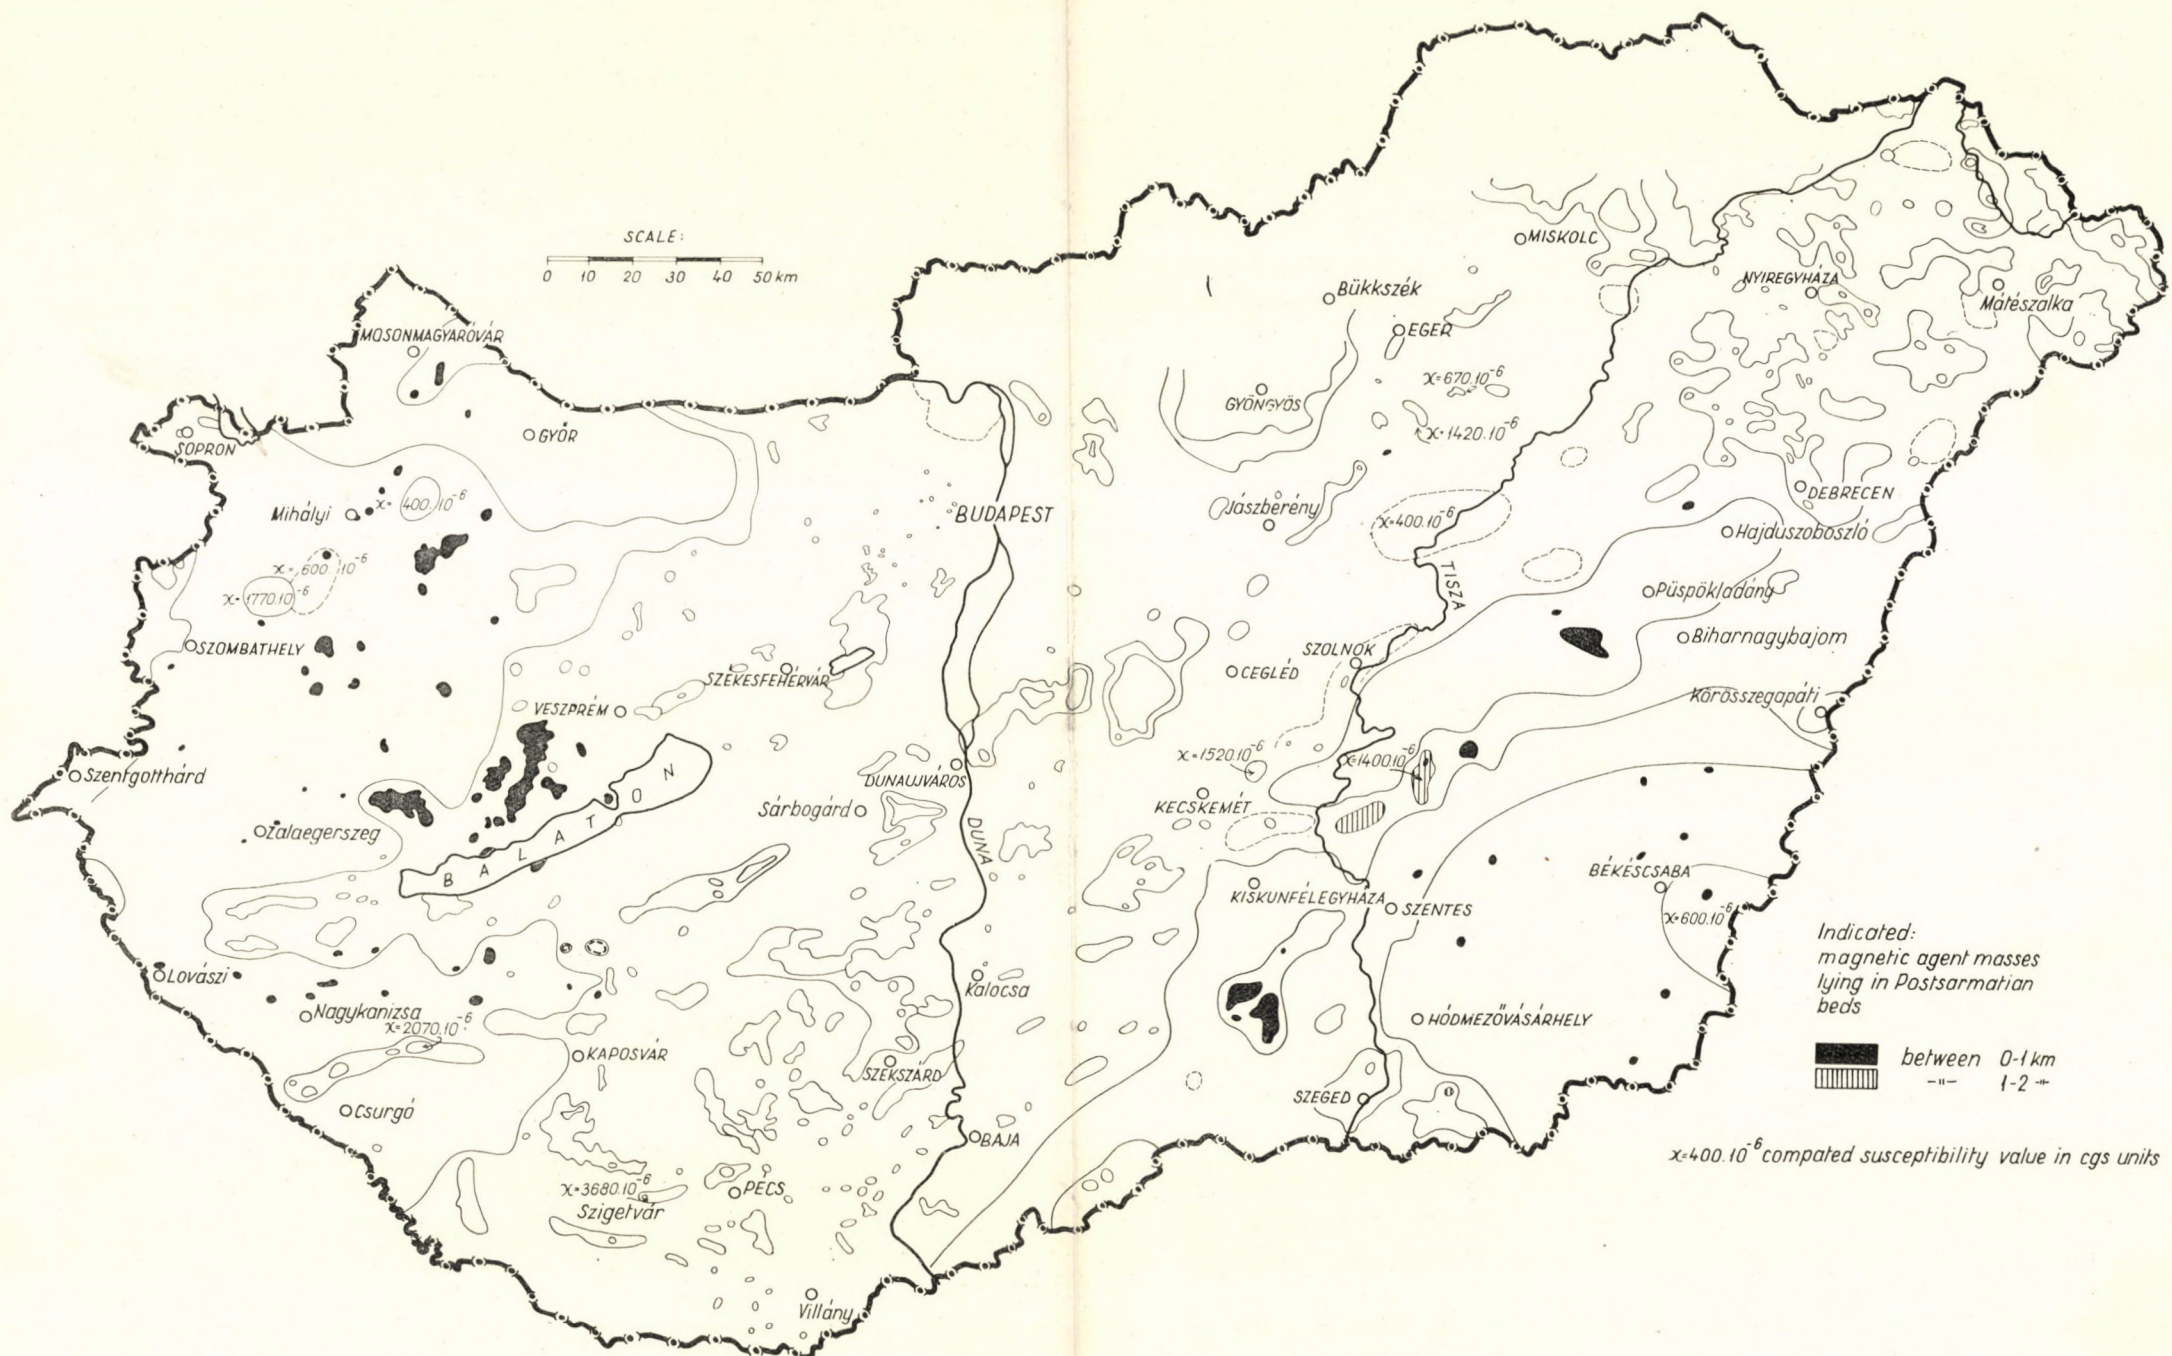 SCALE:
0 10 20 30 40 50 km
MOSONMAGYARÓVÁR
SOPRON
GYŐR
Mihályi
ϰ= 400.10⁻⁶
ϰ= 600.10⁻⁶
ϰ= 1770.10⁻⁶
SZOMBATHELY
Szentgotthárd
Zalaegerszeg
VESZPRÉM
SZÉKESFEHÉRVÁR
BALATON
BUDAPEST
DUNAUJVÁROS
Sárbogárd
DUNA
Lovászi
Nagykanizsa
ϰ=2070.10⁻⁶
Csurgó
KAPOSVÁR
SZEKSZÁRD
Kalocsa
BAJA
ϰ=3680.10⁻⁶
Szigetvár
PÉCS
Villány
MISKOLC
Bükkszék
EGER
GYÖNGYÖS
ϰ=670.10⁻⁶
ϰ=1420.10⁻⁶
Jászberény
ϰ=400.10⁻⁶
TISZA
NYIREGYHÁZA
Mátészalka
DEBRECEN
Hajduszoboszló
Püspökladány
Biharnagybajom
SZOLNOK
CEGLÉD
Körösszegapáti
ϰ=1520.10⁻⁶
ϰ=1400.10⁻⁶
KECSKEMÉT
KISKUNFÉLEGYHÁZA
SZENTES
BÉKÉSCSABA
ϰ=600.10⁻⁶
HÓDMEZŐVÁSÁRHELY
SZEGED
Indicated:
magnetic agent masses
lying in Postsarmatian
beds
between 0-1 km
-"- 1-2 -"-
ϰ=400.10⁻⁶ compated susceptibility value in cgs units